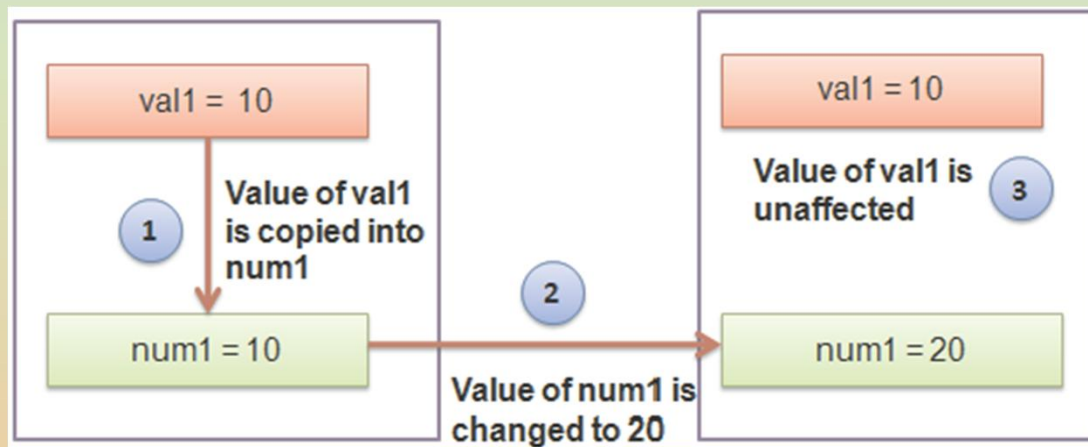 val1 = 10
1
Value of val1
is copied into
num1
num1 = 10
2
Value of num1 is
changed to 20
val1 = 10
Value of val1 is
unaffected
3
num1 = 20